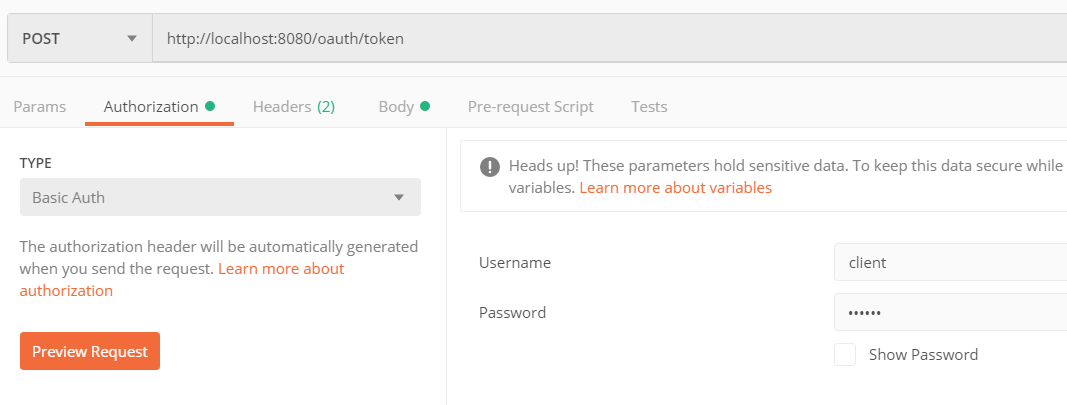 POST
http://localhost:8080/oauth/token
Params
Authorization
Headers (2)
Body
Pre-request Script
Tests
TYPE
Basic Auth
The authorization header will be automatically generated
when you send the request. Learn more about
authorization
Preview Request
Heads up! These parameters hold sensitive data. To keep this data secure while
variables. Learn more about variables
Username
client
Password
••••••
Show Password